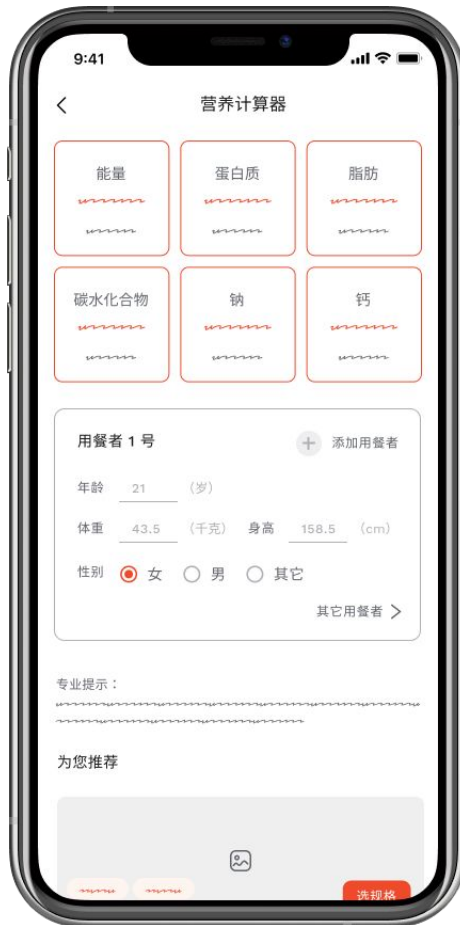 9:41
营养计算器
能量 蛋白质 脂肪
碳水化合物 钠 钙
用餐者 1 号 添加用餐者
年龄 21 （岁）
体重 43.5 （千克） 身高 158.5 （cm）
性别 女 男 其它
其它用餐者
专业提示：
为您推荐
选规格